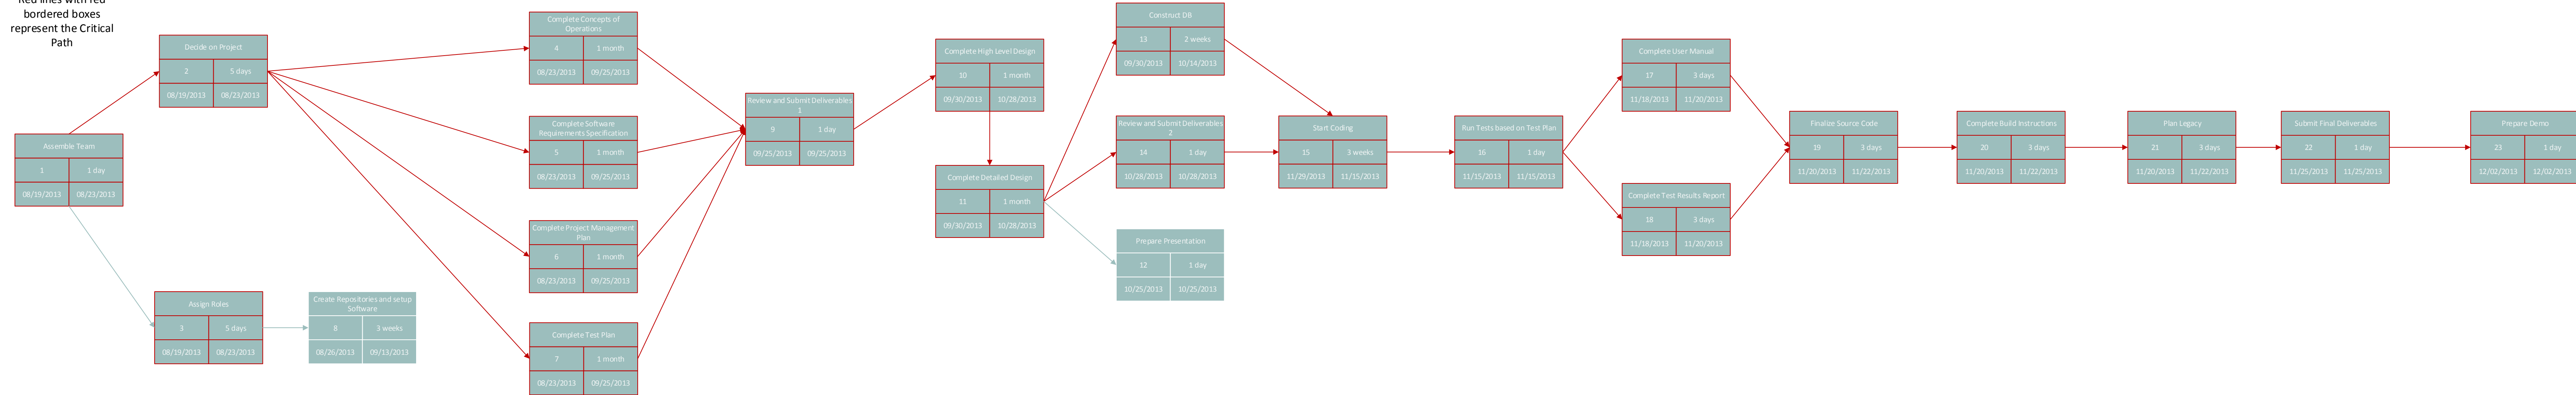 Red lines with red
bordered boxes
represent the Critical
Path
Assemble Team
1 1 day
08/19/2013 08/23/2013
Decide on Project
2 5 days
08/19/2013 08/23/2013
Assign Roles
3 5 days
08/19/2013 08/23/2013
Create Repositories and setup
Software
8 3 weeks
08/26/2013 09/13/2013
Complete Concepts of
Operations
4 1 month
08/23/2013 09/25/2013
Complete Software
Requirements Specification
5 1 month
08/23/2013 09/25/2013
Complete Project Management
Plan
6 1 month
08/23/2013 09/25/2013
Complete Test Plan
7 1 month
08/23/2013 09/25/2013
Review and Submit Deliverables
1
9 1 day
09/25/2013 09/25/2013
Complete High Level Design
10 1 month
09/30/2013 10/28/2013
Complete Detailed Design
11 1 month
09/30/2013 10/28/2013
Construct DB
13 2 weeks
09/30/2013 10/14/2013
Review and Submit Deliverables
2
14 1 day
10/28/2013 10/28/2013
Prepare Presentation
12 1 day
10/25/2013 10/25/2013
Start Coding
15 3 weeks
11/29/2013 11/15/2013
Run Tests based on Test Plan
16 1 day
11/15/2013 11/15/2013
Complete User Manual
17 3 days
11/18/2013 11/20/2013
Complete Test Results Report
18 3 days
11/18/2013 11/20/2013
Finalize Source Code
19 3 days
11/20/2013 11/22/2013
Complete Build Instructions
20 3 days
11/20/2013 11/22/2013
Plan Legacy
21 3 days
11/20/2013 11/22/2013
Submit Final Deliverables
22 1 day
11/25/2013 11/25/2013
Prepare Demo
23 1 day
12/02/2013 12/02/2013